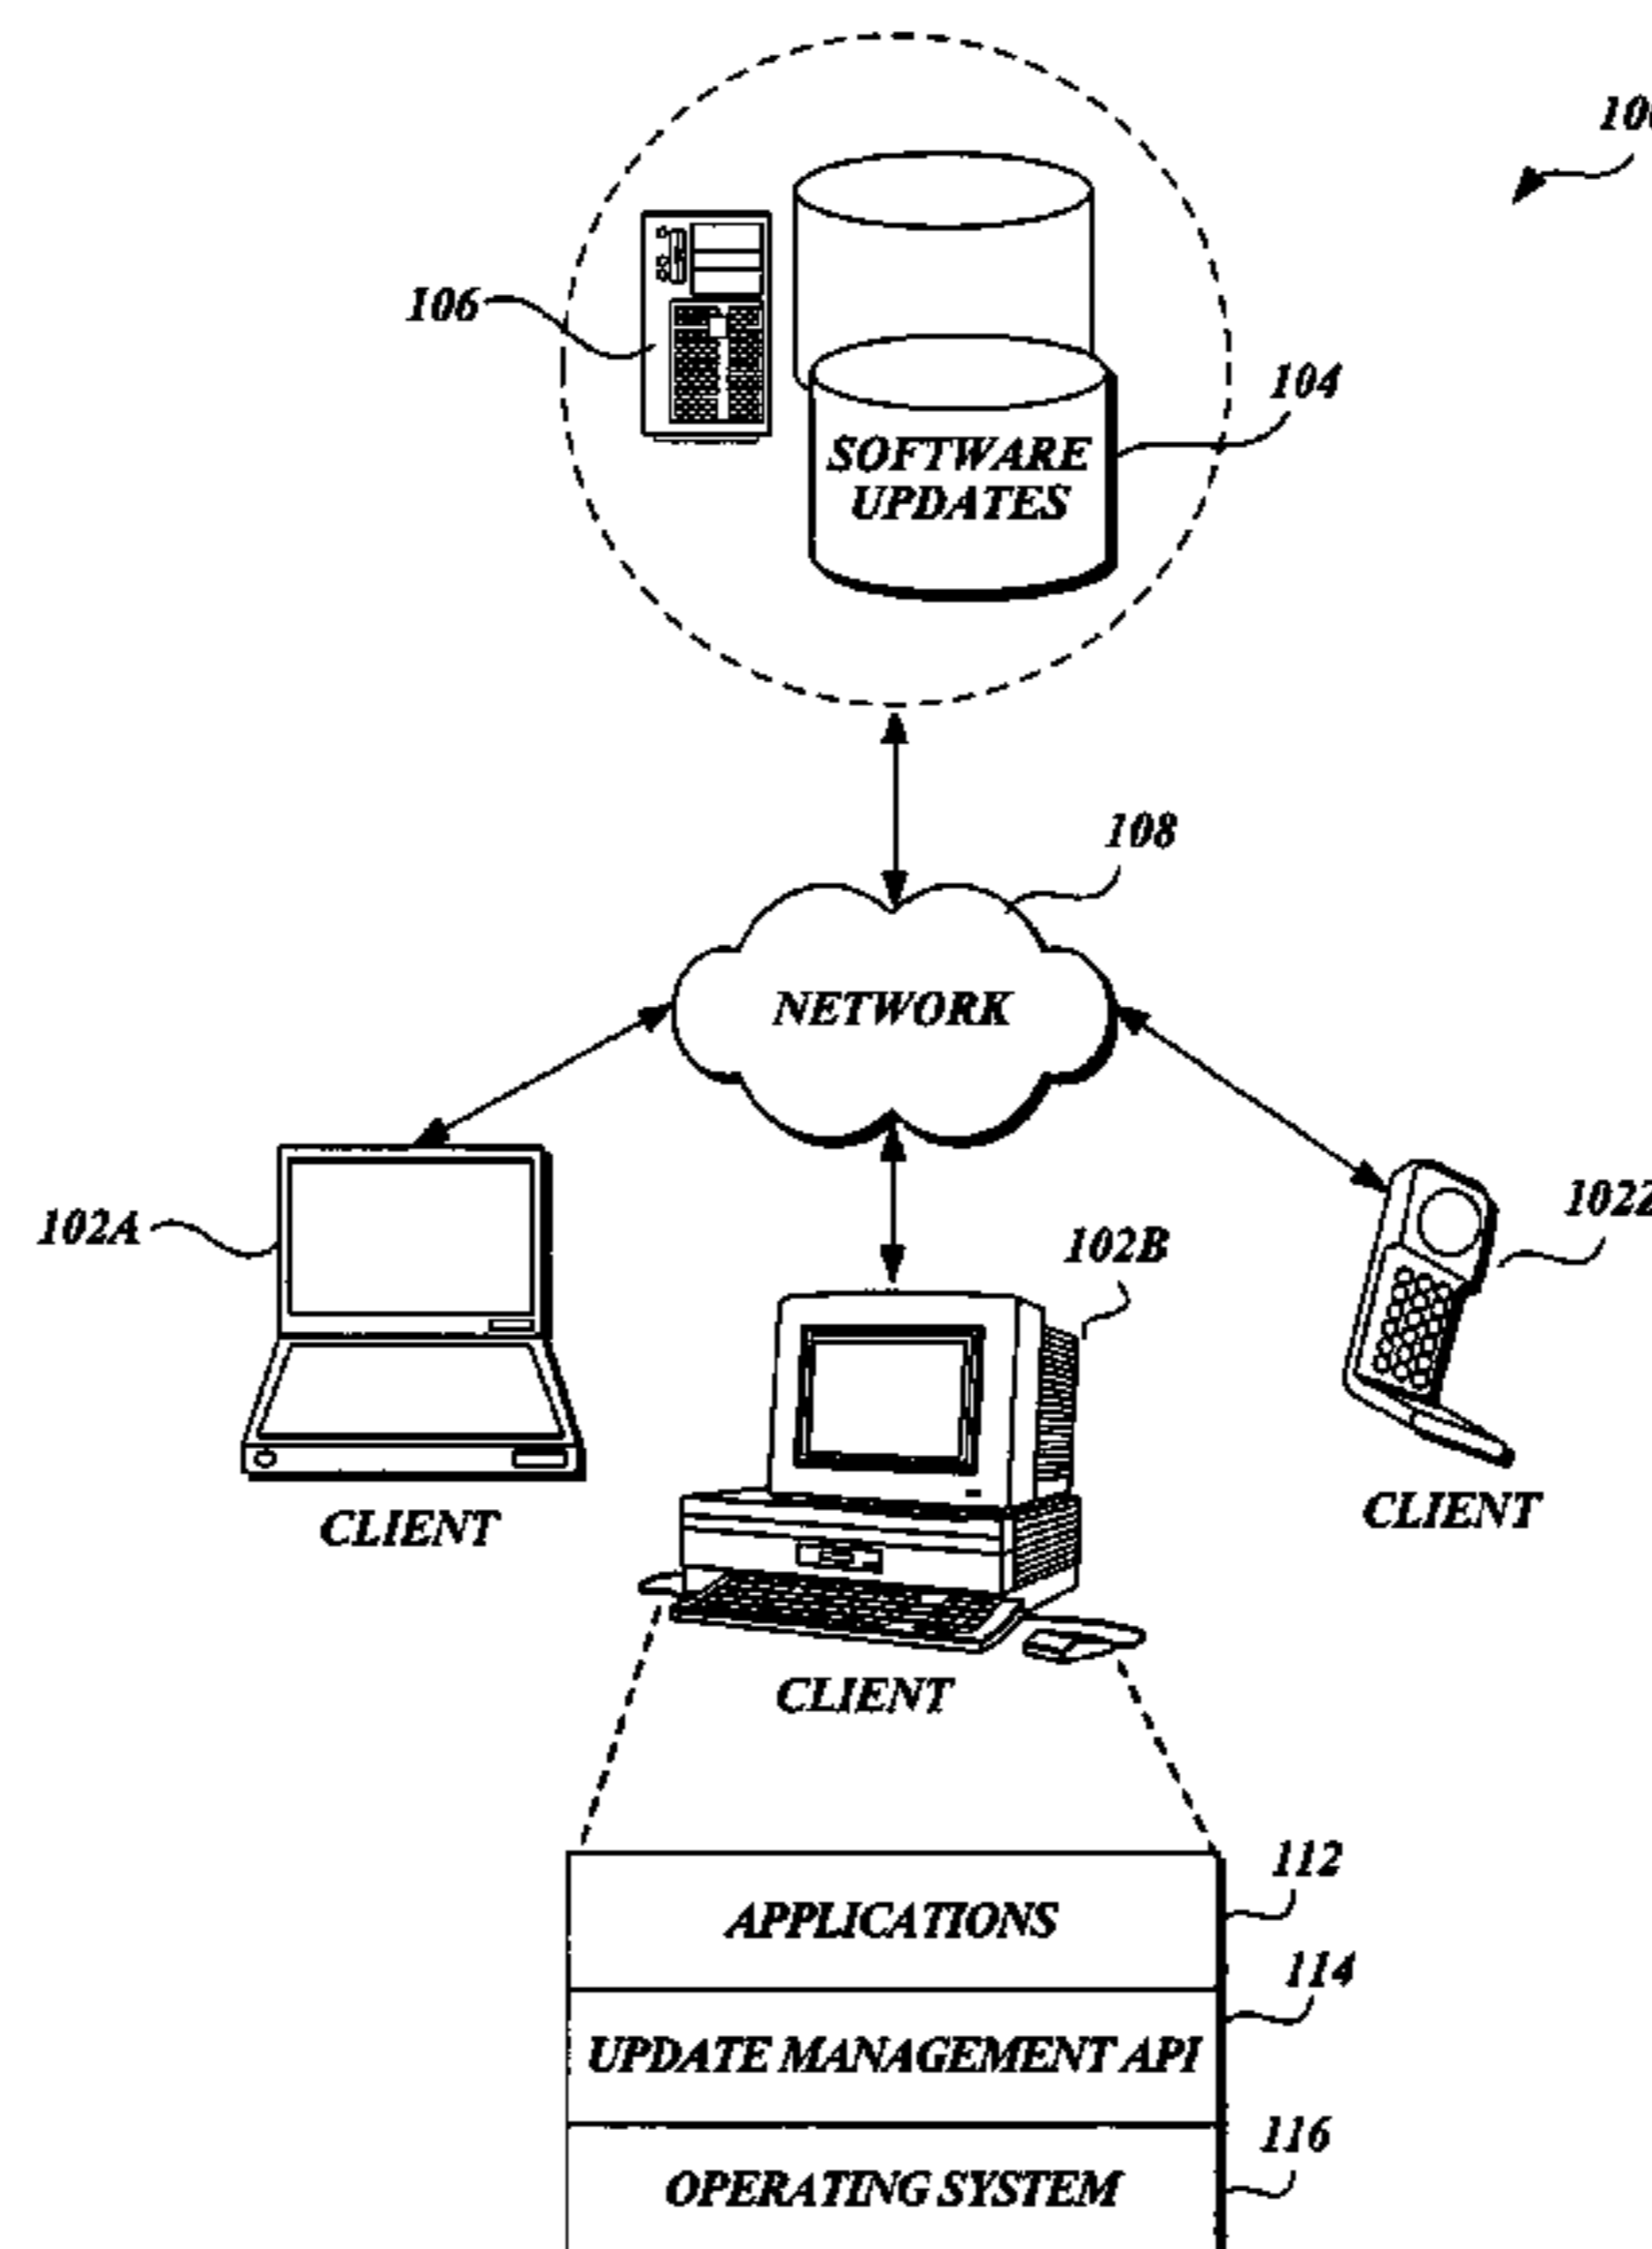 106
104
SOFTWARE
UPDATES
108
NETWORK
102A
102B
CLIENT
CLIENT
CLIENT
112
APPLICATIONS
114
UPDATE MANAGEMENT API
116
OPERATING SYSTEM